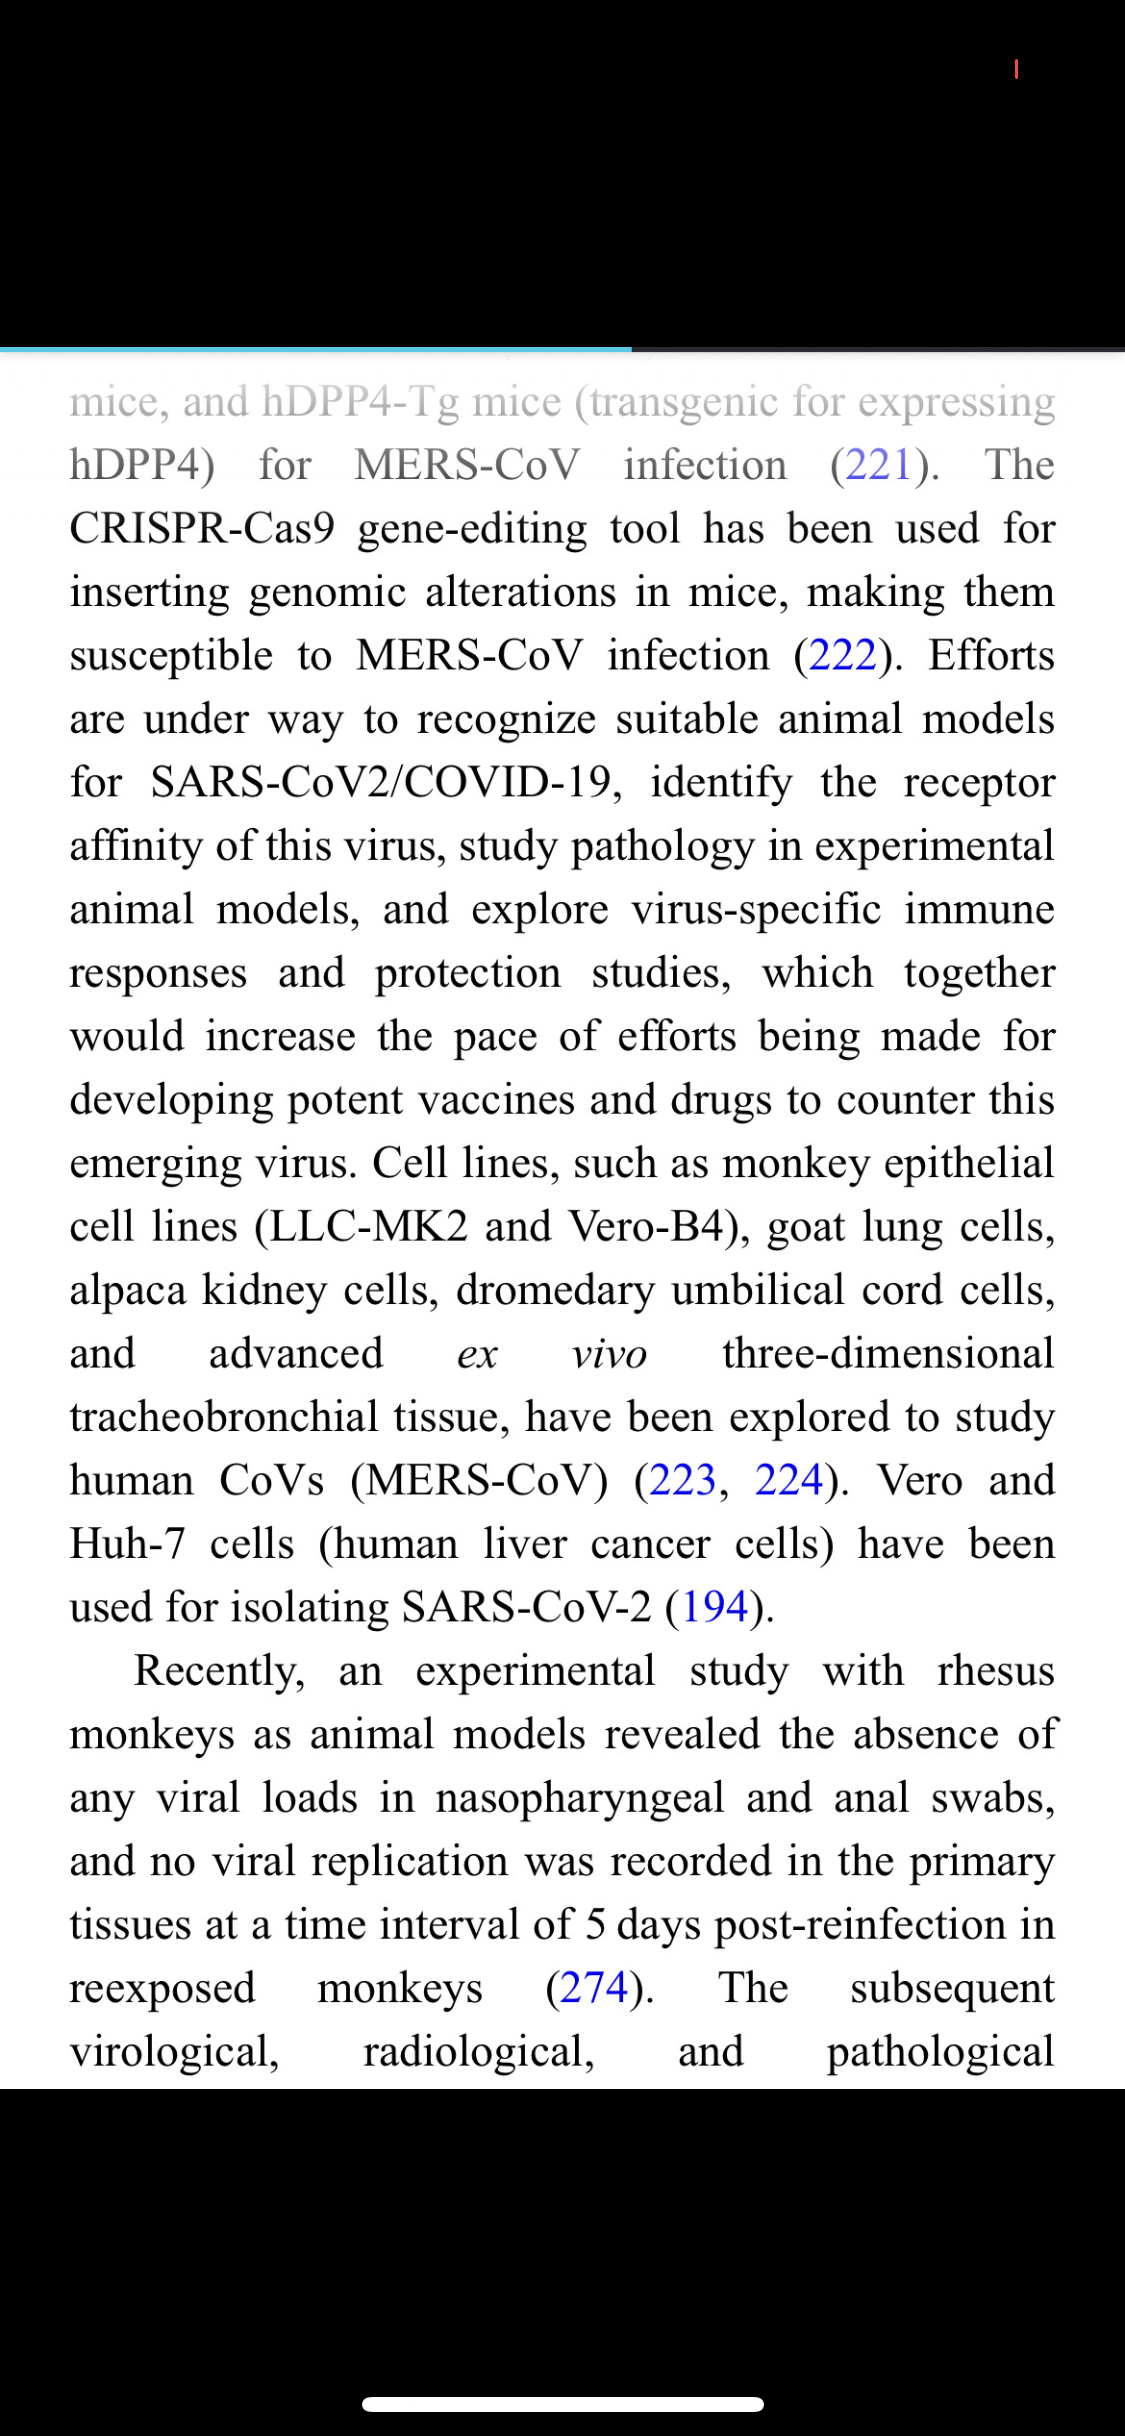 mice, and hDPP4-Tg mice (transgenic for expressing
hDPP4) for MERS-CoV infection (221). The
CRISPR-Cas9 gene-editing tool has been used for
inserting genomic alterations in mice, making them
susceptible to MERS-CoV infection (222). Efforts
are under way to recognize suitable animal models
for SARS-CoV2/COVID-19, identify the receptor
affinity of this virus, study pathology in experimental
animal models, and explore virus-specific immune
responses and protection studies, which together
would increase the pace of efforts being made for
developing potent vaccines and drugs to counter this
emerging virus. Cell lines, such as monkey epithelial
cell lines (LLC-MK2 and Vero-B4), goat lung cells,
alpaca kidney cells, dromedary umbilical cord cells,
and advanced ex vivo three-dimensional
tracheobronchial tissue, have been explored to study
human CoVs (MERS-CoV) (223, 224). Vero and
Huh-7 cells (human liver cancer cells) have been
used for isolating SARS-CoV-2 (194).
Recently, an experimental study with rhesus
monkeys as animal models revealed the absence of
any viral loads in nasopharyngeal and anal swabs,
and no viral replication was recorded in the primary
tissues at a time interval of 5 days post-reinfection in
reexposed monkeys (274). The subsequent
virological, radiological, and pathological